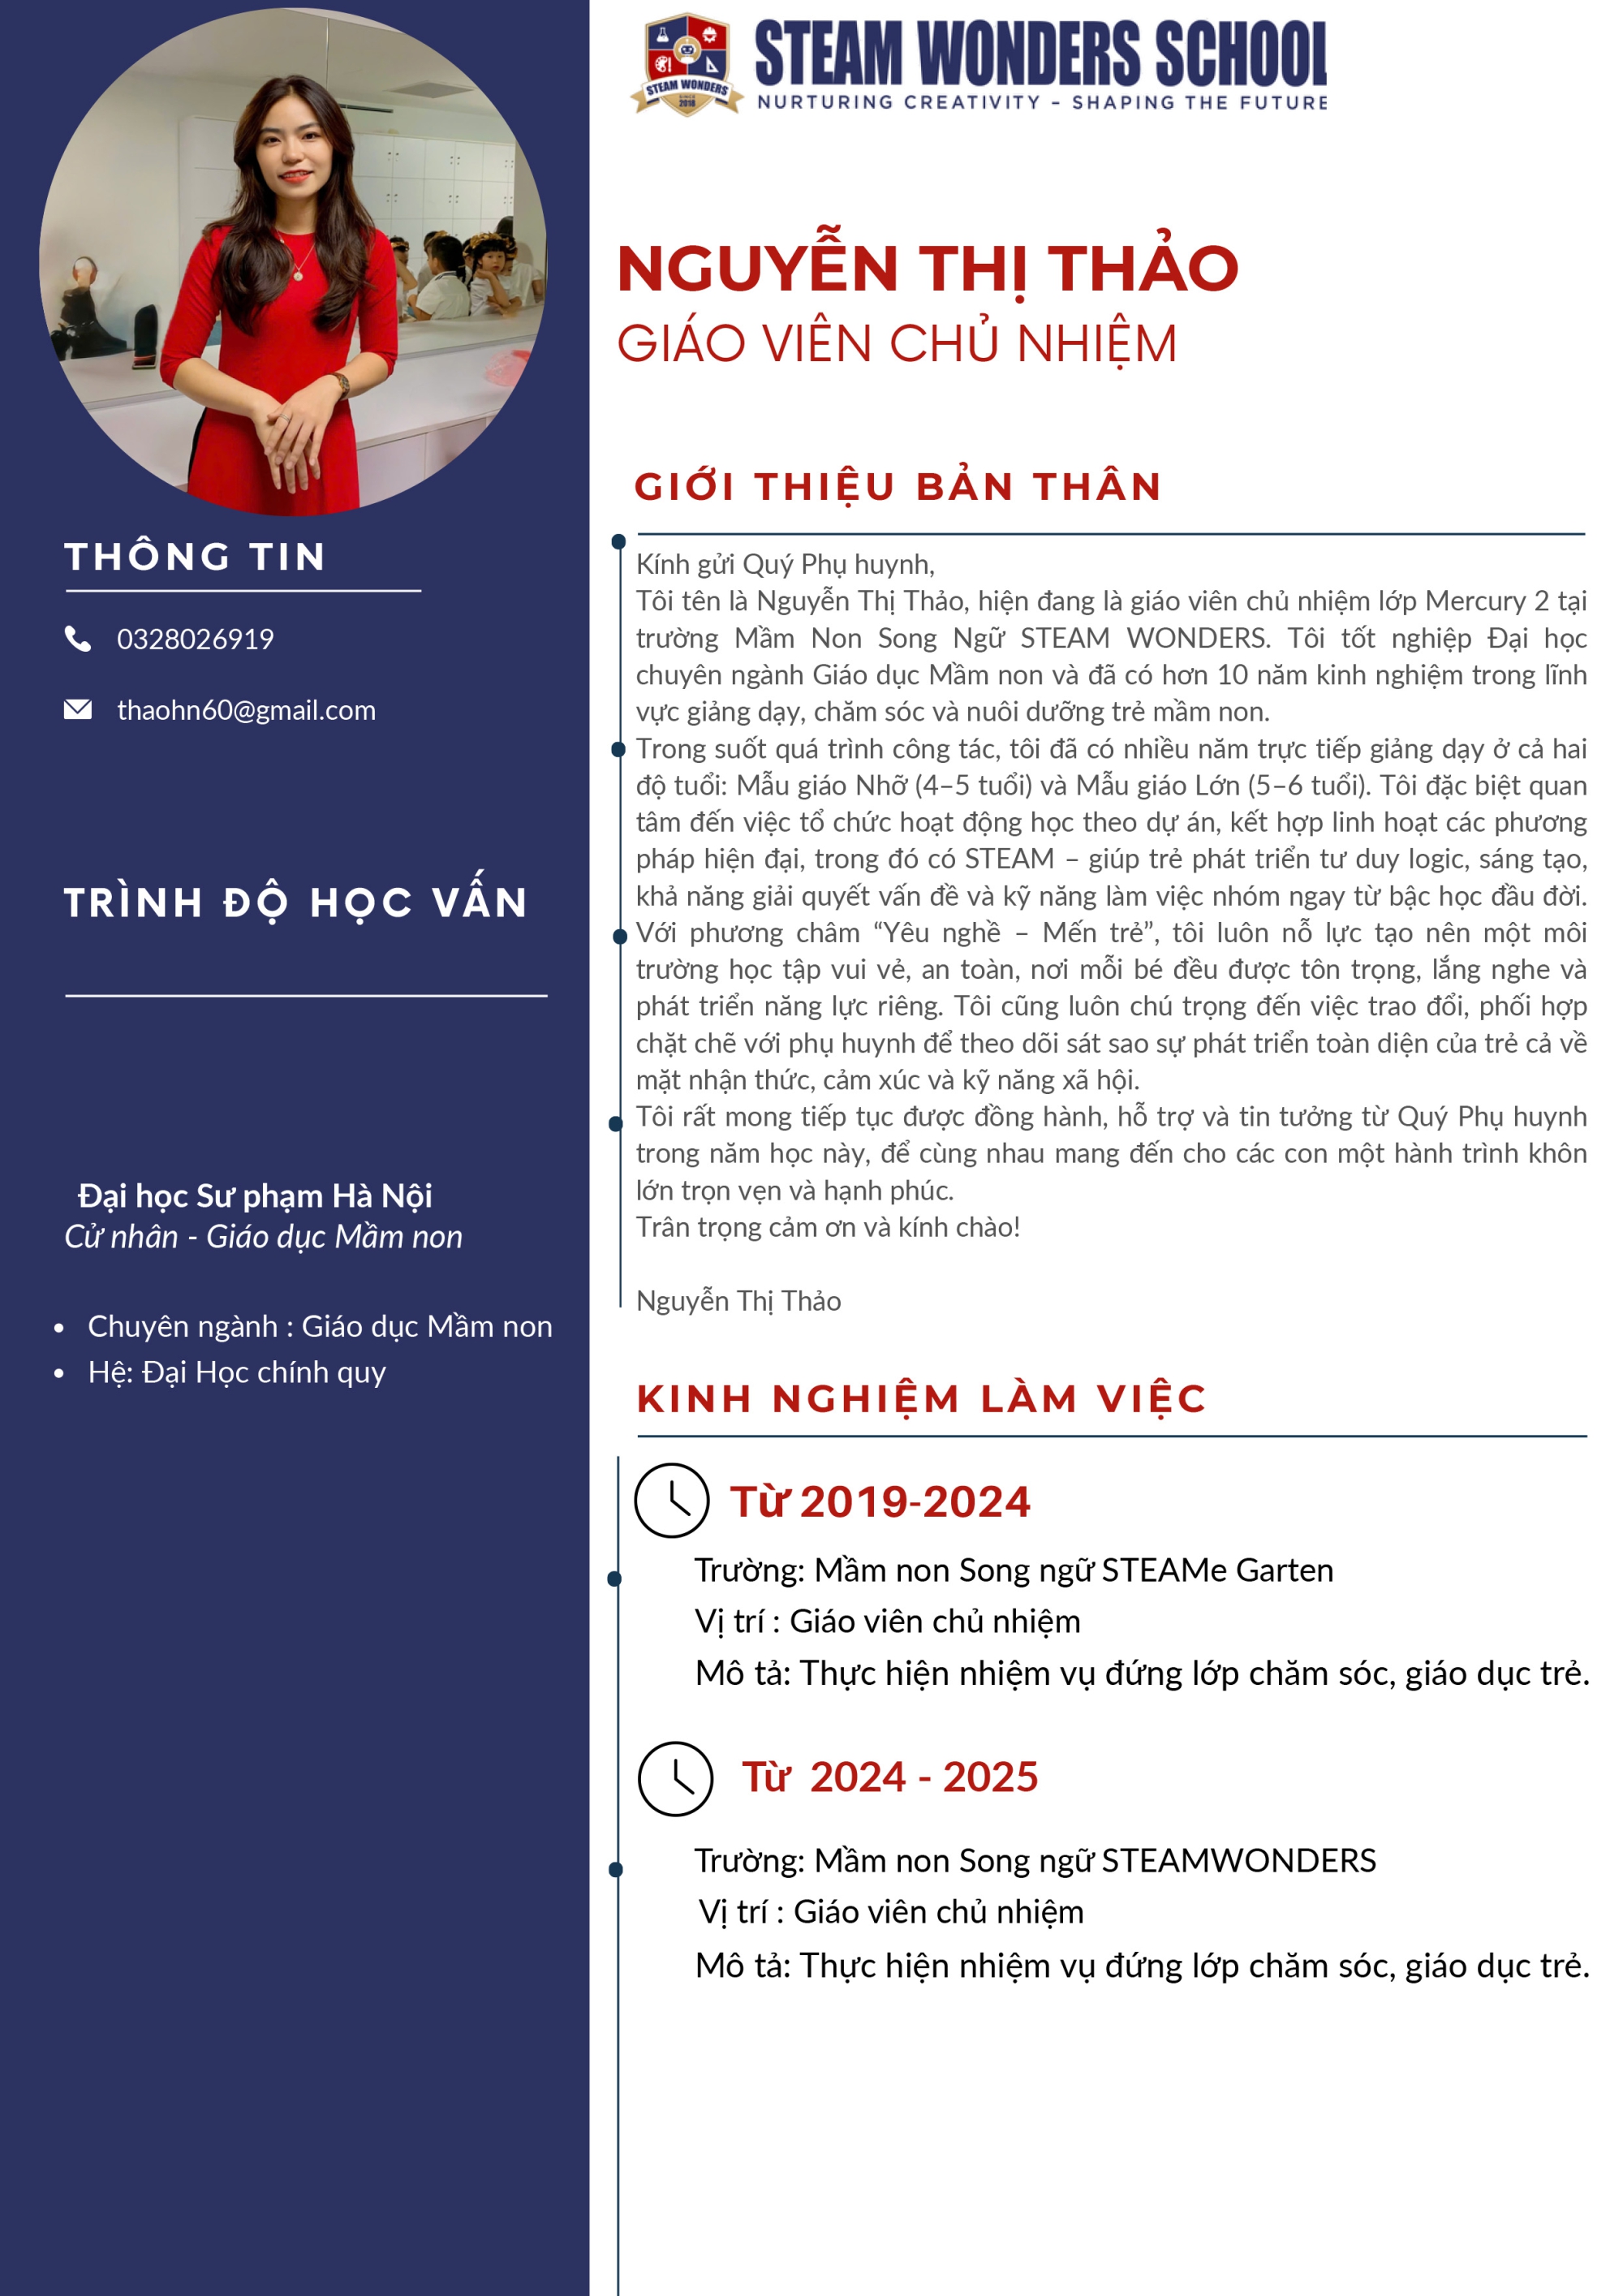 STEAM WONDERS
SINCE
2018
STEAM WONDERS SCHOOL
NURTURING CREATIVITY – SHAPING THE FUTURE
NGUYỄN THỊ THẢO
GIÁO VIÊN CHỦ NHIỆM
THÔNG TIN
0328026919
thaohn60@gmail.com
TRÌNH ĐỘ HỌC VẤN
Đại học Sư phạm Hà Nội
Cử nhân - Giáo dục Mầm non
• Chuyên ngành : Giáo dục Mầm non
• Hệ: Đại Học chính quy
GIỚI THIỆU BẢN THÂN
Kính gửi Quý Phụ huynh,
Tôi tên là Nguyễn Thị Thảo, hiện đang là giáo viên chủ nhiệm lớp Mercury 2 tại
trường Mầm Non Song Ngữ STEAM WONDERS. Tôi tốt nghiệp Đại học
chuyên ngành Giáo dục Mầm non và đã có hơn 10 năm kinh nghiệm trong lĩnh
vực giảng dạy, chăm sóc và nuôi dưỡng trẻ mầm non.
Trong suốt quá trình công tác, tôi đã có nhiều năm trực tiếp giảng dạy ở cả hai
độ tuổi: Mẫu giáo Nhỡ (4–5 tuổi) và Mẫu giáo Lớn (5–6 tuổi). Tôi đặc biệt quan
tâm đến việc tổ chức hoạt động học theo dự án, kết hợp linh hoạt các phương
pháp hiện đại, trong đó có STEAM – giúp trẻ phát triển tư duy logic, sáng tạo,
khả năng giải quyết vấn đề và kỹ năng làm việc nhóm ngay từ bậc học đầu đời.
Với phương châm “Yêu nghề – Mến trẻ”, tôi luôn nỗ lực tạo nên một môi
trường học tập vui vẻ, an toàn, nơi mỗi bé đều được tôn trọng, lắng nghe và
phát triển năng lực riêng. Tôi cũng luôn chú trọng đến việc trao đổi, phối hợp
chặt chẽ với phụ huynh để theo dõi sát sao sự phát triển toàn diện của trẻ cả về
mặt nhận thức, cảm xúc và kỹ năng xã hội.
Tôi rất mong tiếp tục được đồng hành, hỗ trợ và tin tưởng từ Quý Phụ huynh
trong năm học này, để cùng nhau mang đến cho các con một hành trình khôn
lớn trọn vẹn và hạnh phúc.
Trân trọng cảm ơn và kính chào!
Nguyễn Thị Thảo
KINH NGHIỆM LÀM VIỆC
Từ 2019-2024
Trường: Mầm non Song ngữ STEAMe Garten
Vị trí : Giáo viên chủ nhiệm
Mô tả: Thực hiện nhiệm vụ đứng lớp chăm sóc, giáo dục trẻ.
Từ 2024 - 2025
Trường: Mầm non Song ngữ STEAMWONDERS
Vị trí : Giáo viên chủ nhiệm
Mô tả: Thực hiện nhiệm vụ đứng lớp chăm sóc, giáo dục trẻ.